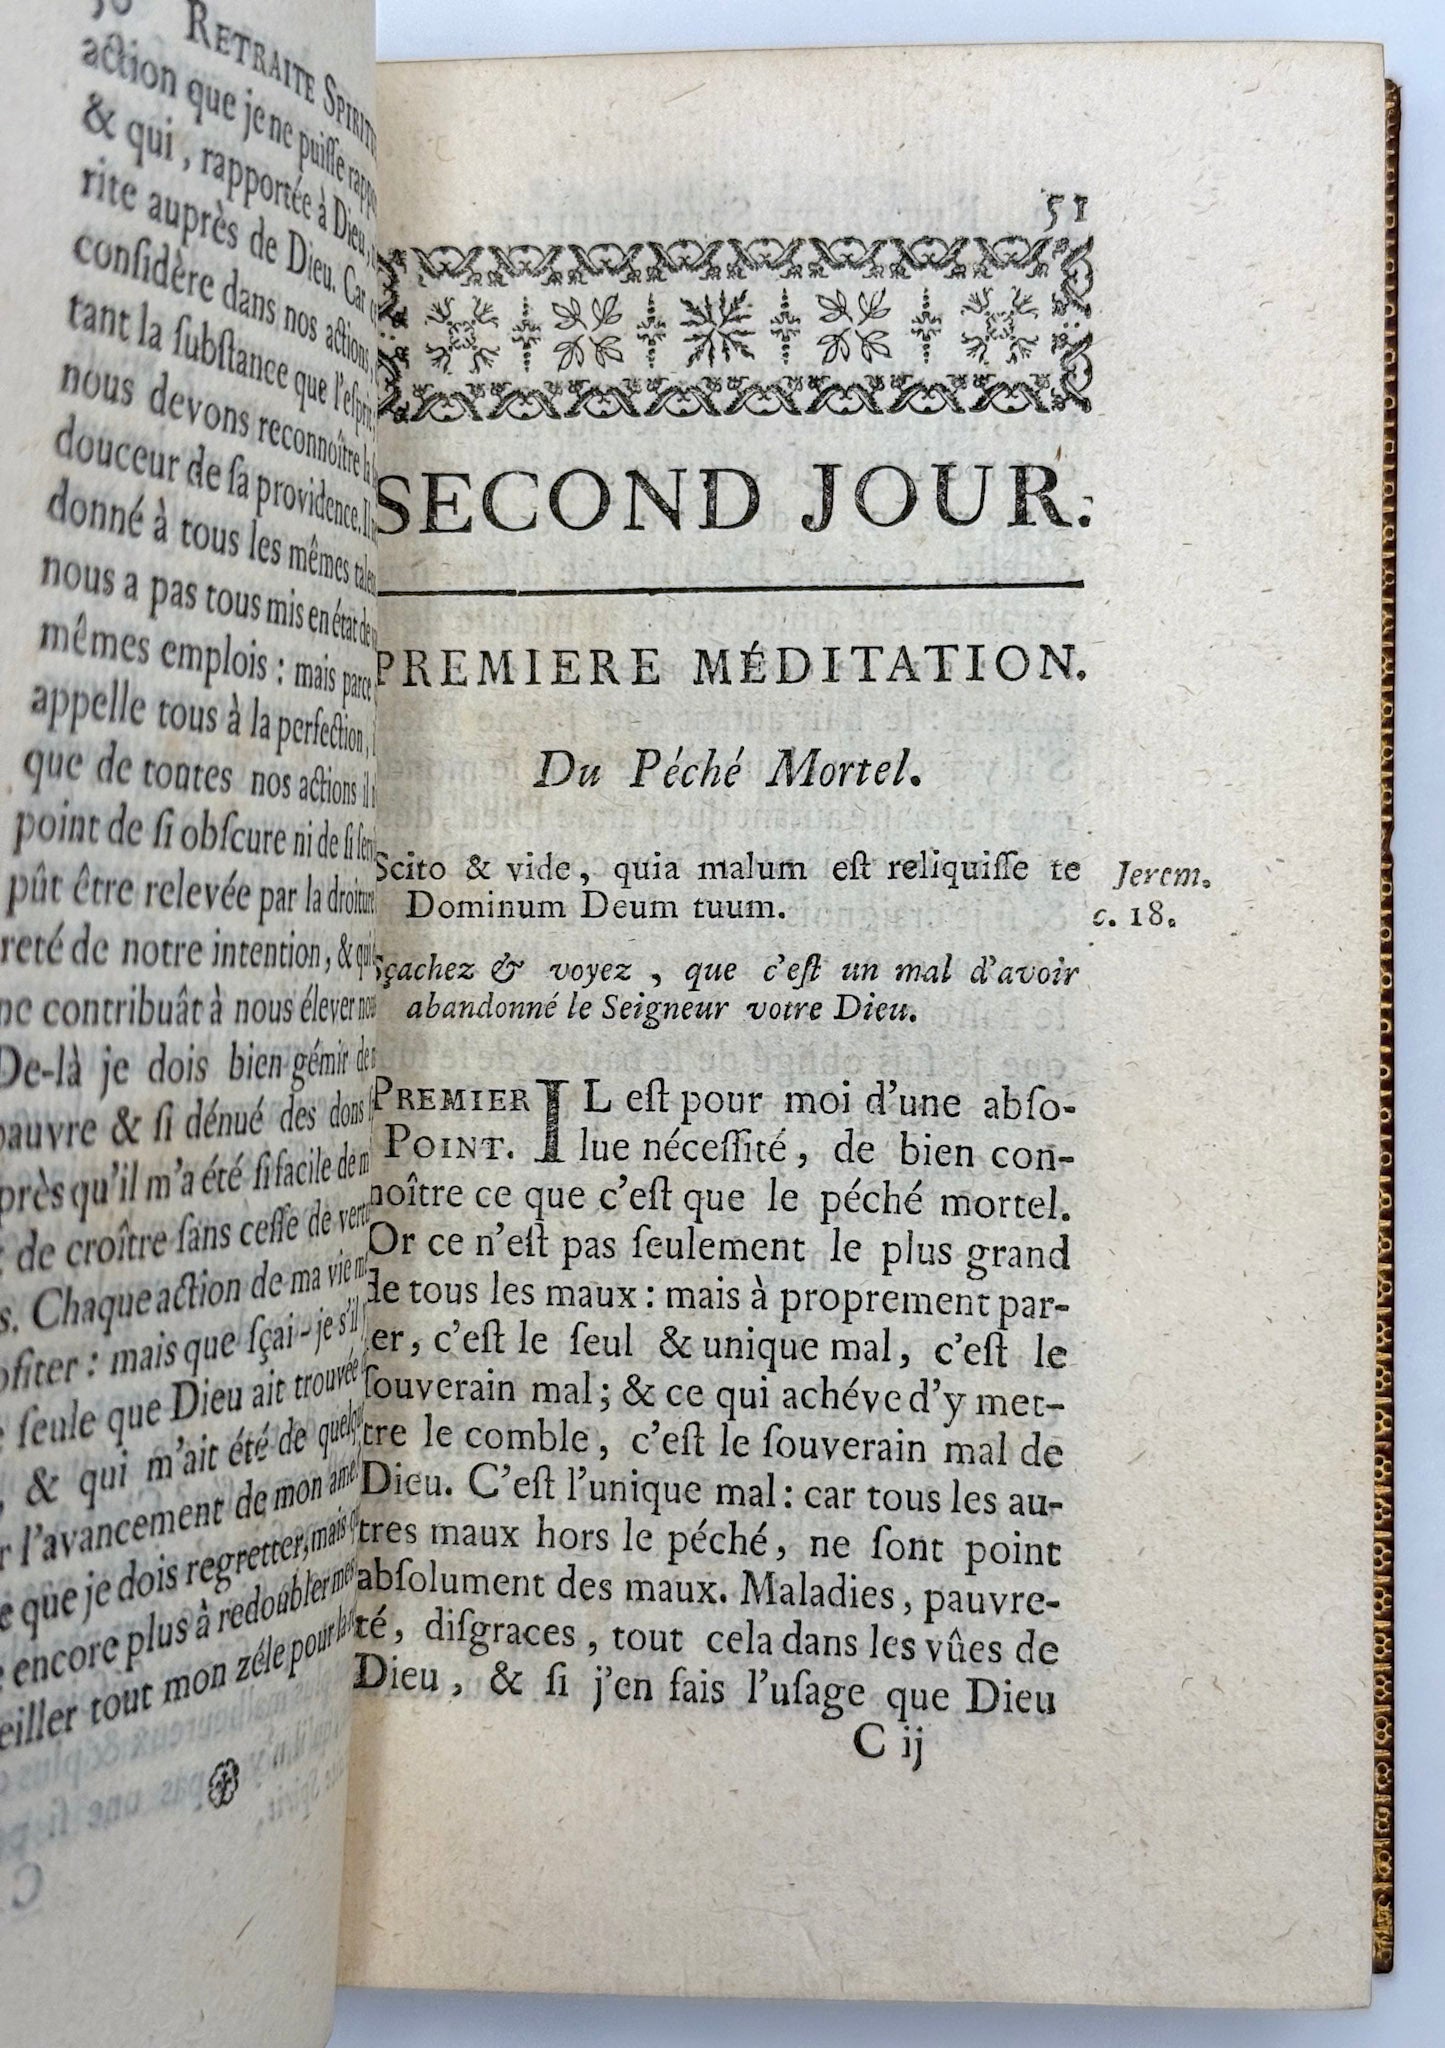 RETRAITE
action que je ne puisse
& qui, rapportée à Dieu,
rite auprès de Dieu. Car
conſidère dans nos actions,
tant la ſubſtance que l'eſprit
nous devons reconnoître la
douceur de ſa providence.
donné à tous les mêmes
nous a pas tous mis en état de
mêmes emplois : mais parce
appelle tous à la perfection,
que de toutes nos actions il
point de ſi obſcure ni de ſi
pût être relevée par la droiture
reté de notre intention, &
ne contribuât à nous élever
De-là je dois bien gémir de
pauvre & ſi dénué des dons
près qu'il m'a été ſi facile de
de croître ſans ceſſe de
s. Chaque action de ma vie
ofiter : mais que ſçai-je s'il
ſeule que Dieu ait trouvée
, & qui m'ait été de
r l'avancement de mon ame
e que je dois regretter, mais
encore plus à redoubler mes
eiller tout mon zéle pour
51
SECOND JOUR.
PREMIERE MÉDITATION.
Du Péché Mortel.
Scito & vide, quia malum est reliquiſſe te Jerem.
Dominum Deum tuum. c. 18.
Sçachez & voyez, que c'eſt un mal d'avoir
abandonné le Seigneur votre Dieu.
PREMIER IL eſt pour moi d'une abſo-
POINT. lue néceſſité, de bien con-
noître ce que c'eſt que le péché mortel.
Or ce n'eſt pas ſeulement le plus grand
de tous les maux : mais à proprement par-
ler, c'eſt le ſeul & unique mal, c'eſt le
ſouverain mal ; & ce qui achéve d'y met-
tre le comble, c'eſt le ſouverain mal de
Dieu. C'eſt l'unique mal : car tous les au-
tres maux hors le péché, ne ſont point
abſolument des maux. Maladies, pauvre-
té, diſgraces, tout cela dans les vûes de
Dieu, & ſi j'en fais l'uſage que Dieu
C ij